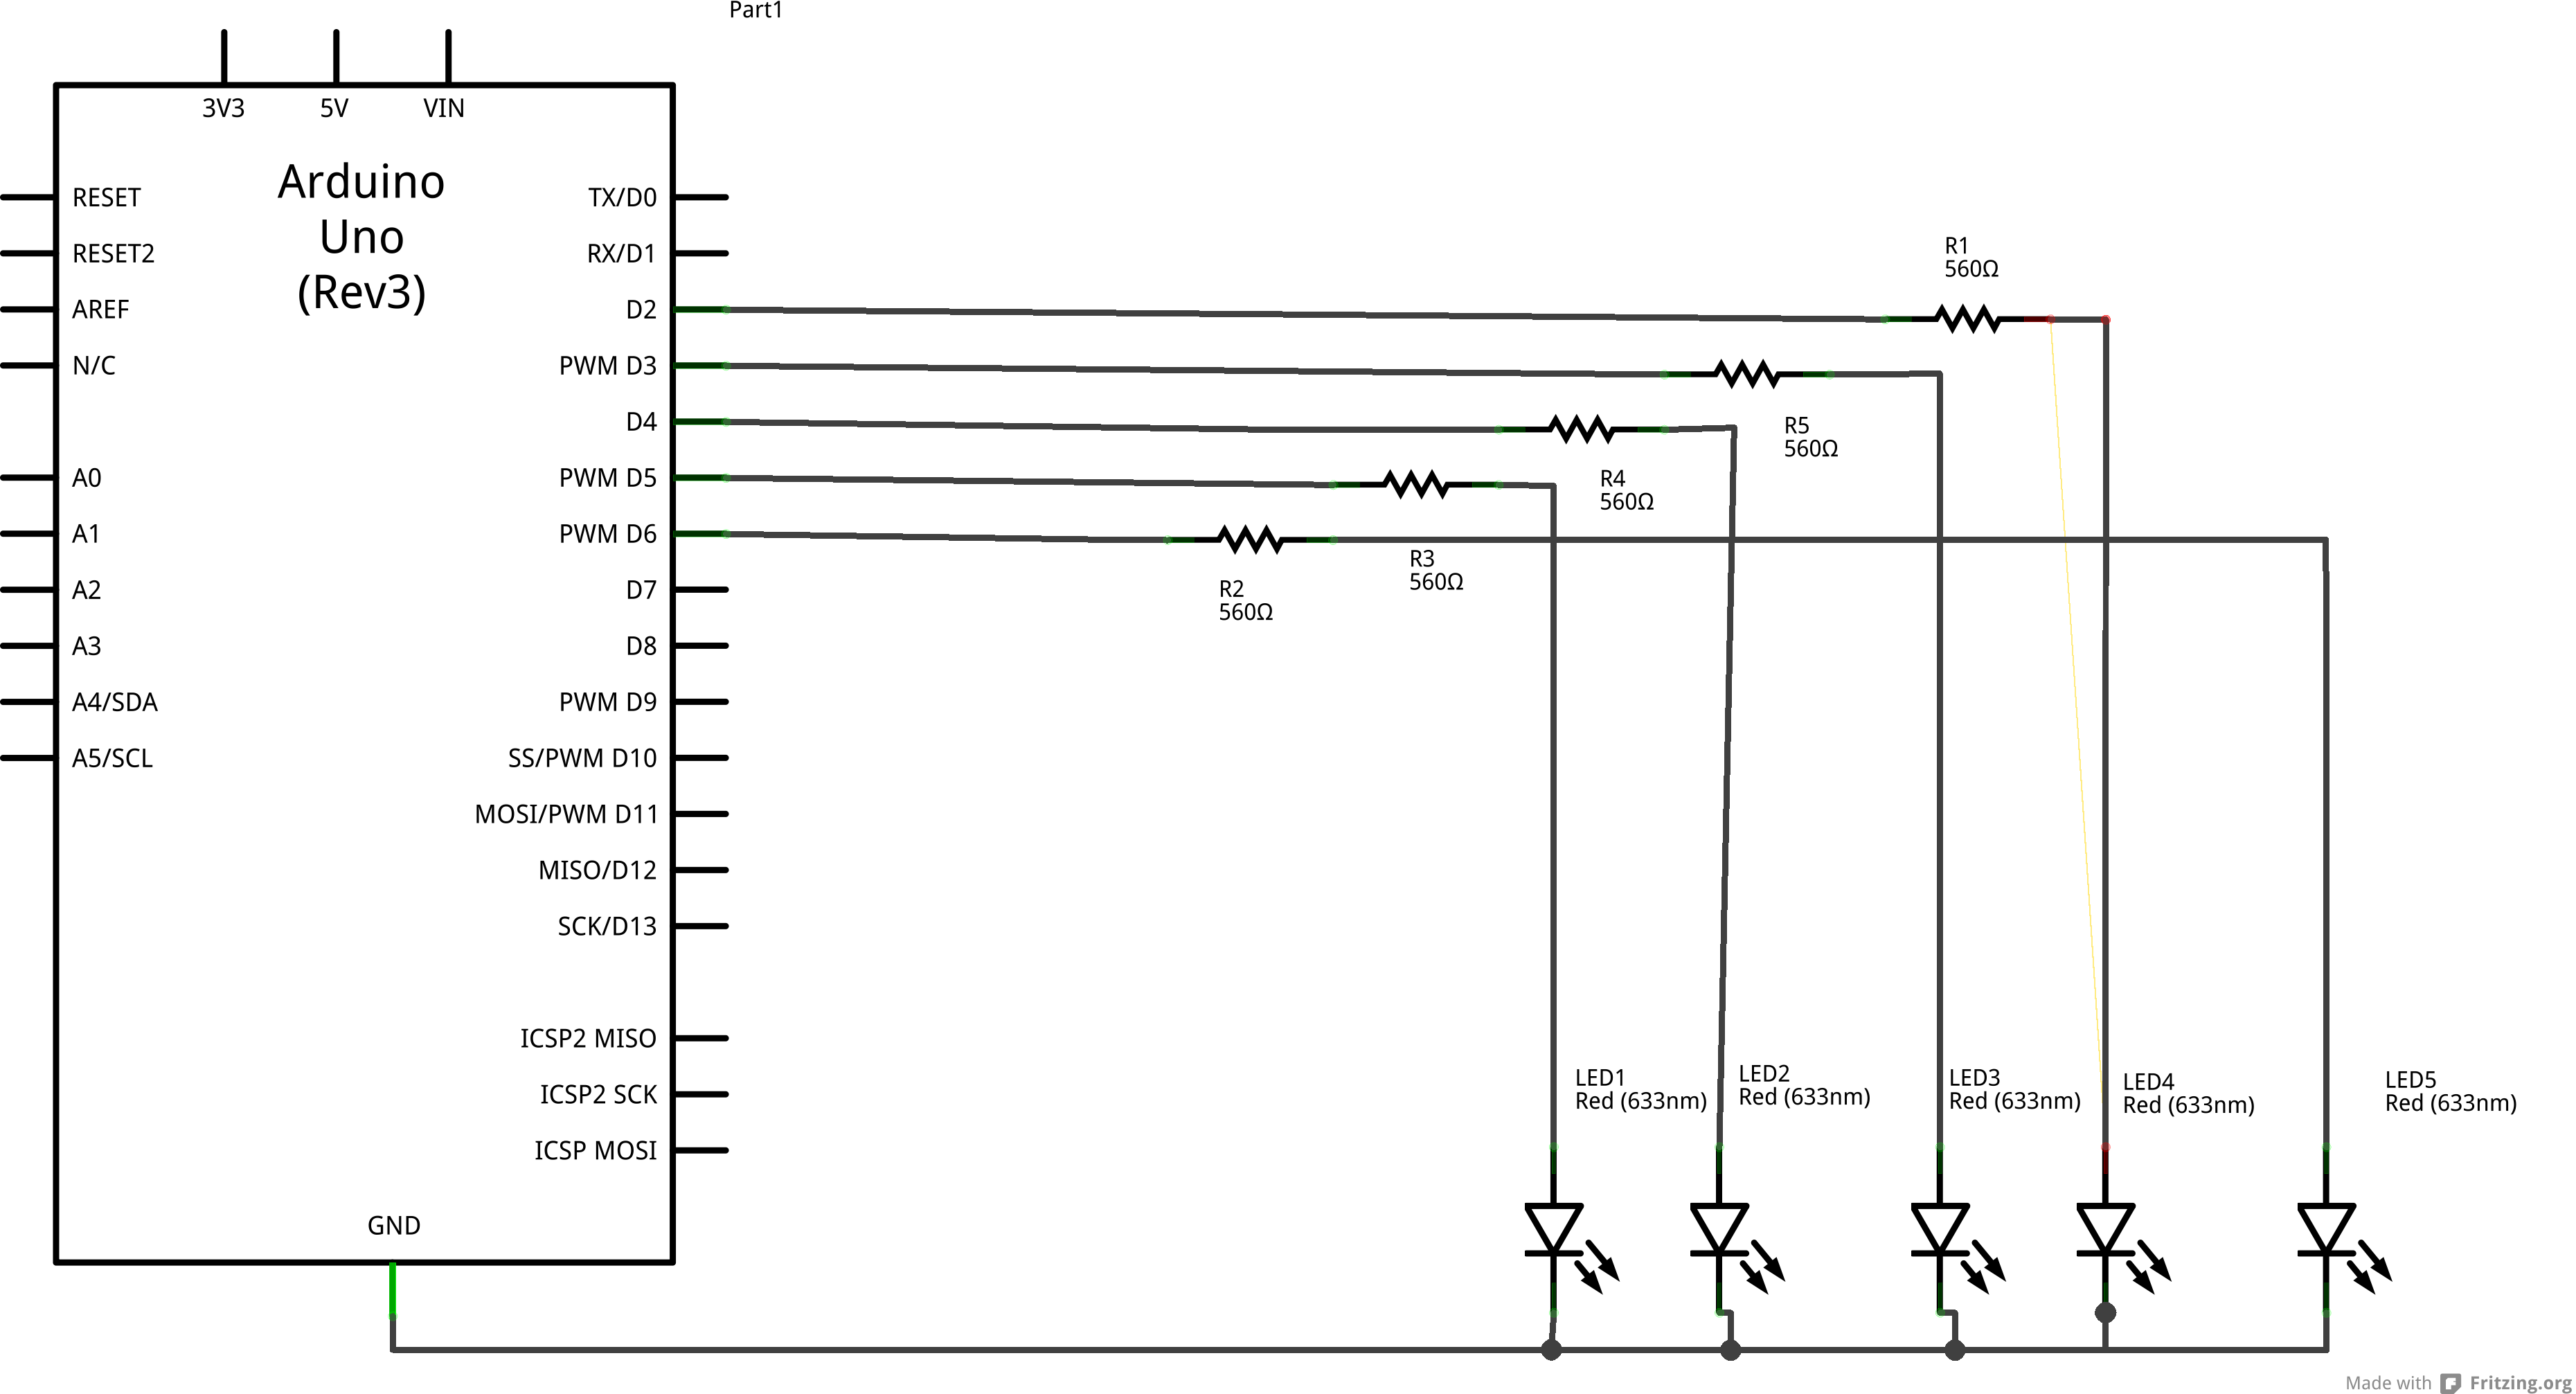 Part1
3V3 5V VIN
Arduino
Uno
(Rev3)
RESET
RESET2
AREF
N/C
A0
A1
A2
A3
A4/SDA
A5/SCL
TX/D0
RX/D1
D2
PWM D3
D4
PWM D5
PWM D6
D7
D8
PWM D9
SS/PWM D10
MOSI/PWM D11
MISO/D12
SCK/D13
ICSP2 MISO
ICSP2 SCK
ICSP MOSI
GND
R1
560Ω
R5
560Ω
R4
560Ω
R3
560Ω
R2
560Ω
LED1
Red (633nm)
LED2
Red (633nm)
LED3
Red (633nm)
LED4
Red (633nm)
LED5
Red (633nm)
Made with Fritzing.org